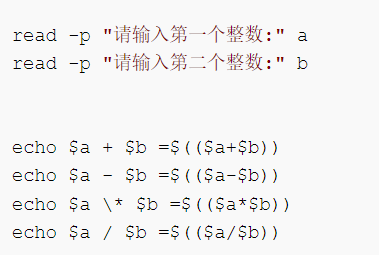 read -p "请输入第一个整数:" a
read -p "请输入第二个整数:" b
echo $a + $b =$(($a+$b))
echo $a - $b =$(($a-$b))
echo $a \* $b =$(($a*$b))
echo $a / $b =$(($a/$b))